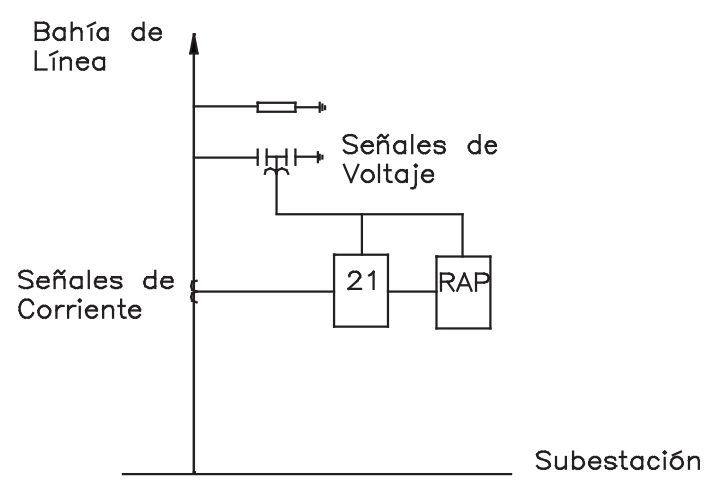 Bahía de
Línea
Señales de
Voltaje
Señales de
Corriente
21
RAP
Subestación